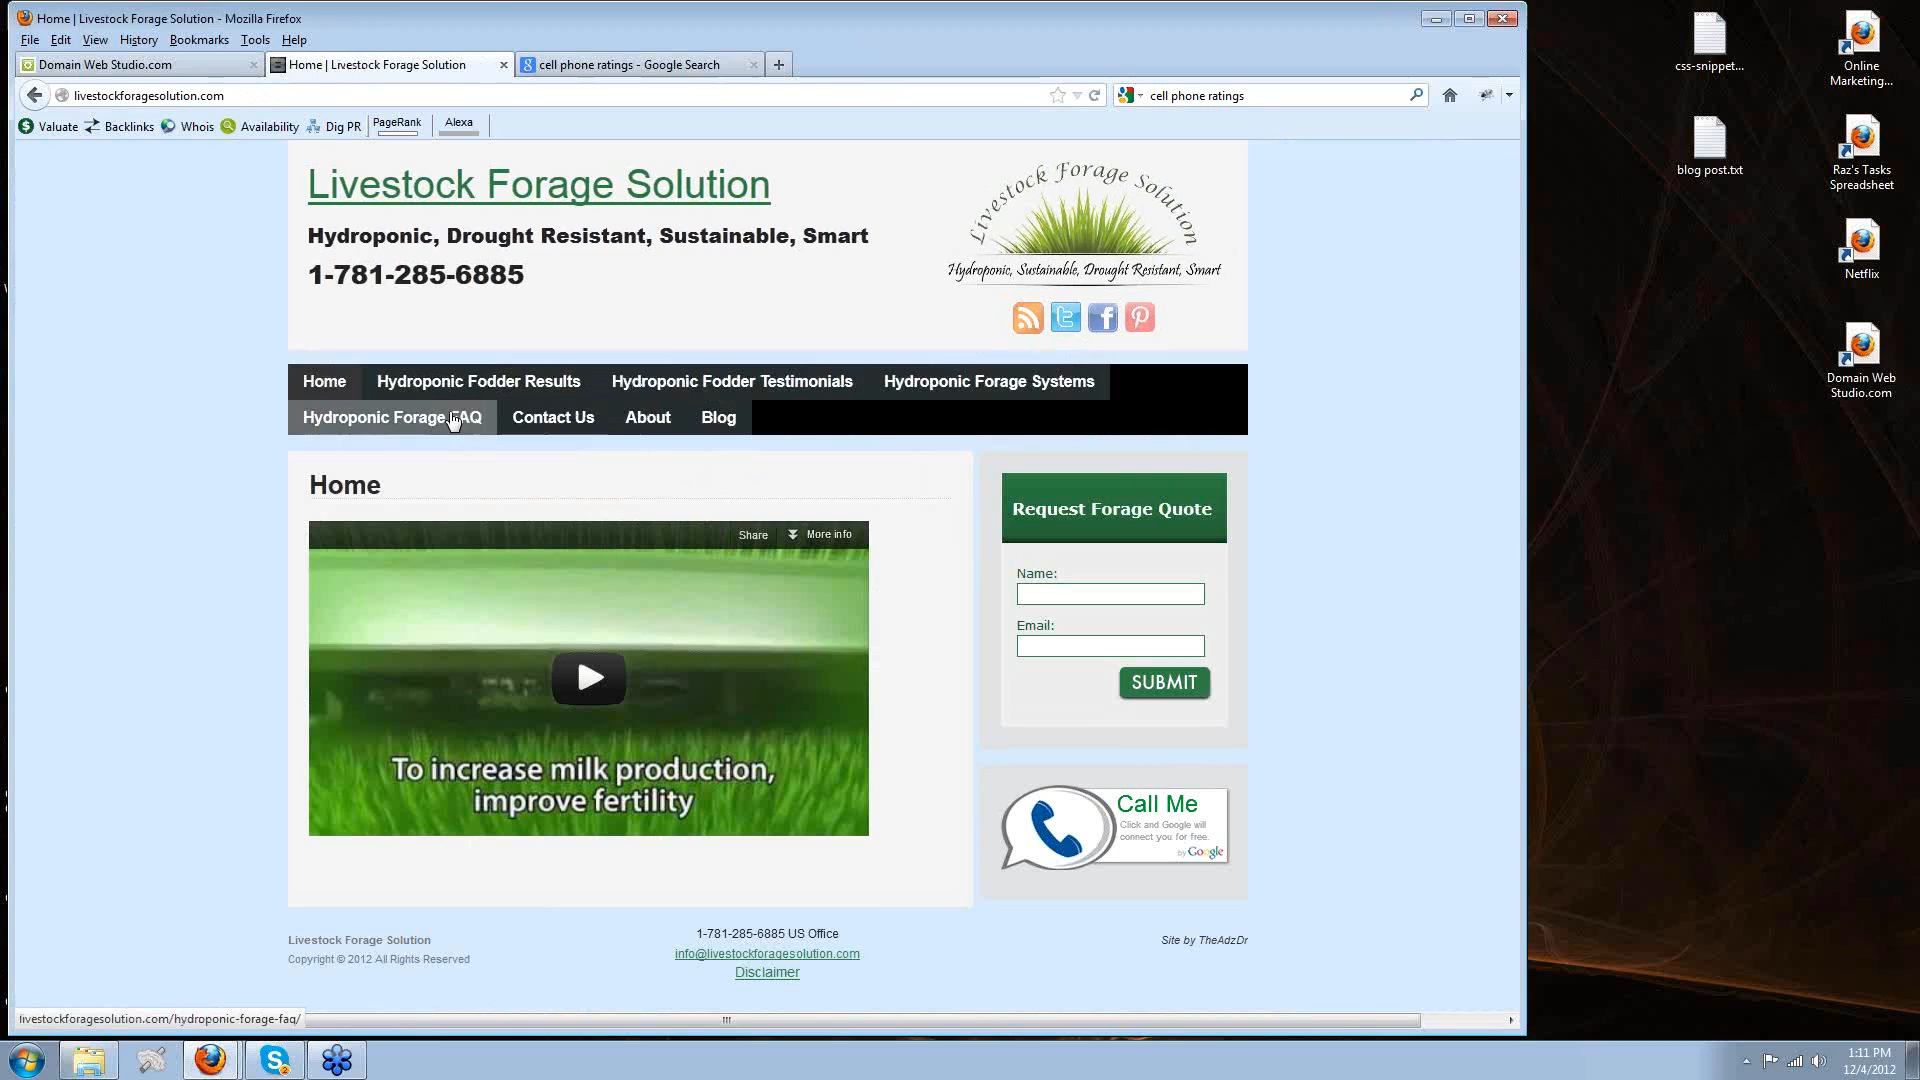 Home | Livestock Forage Solution - Mozilla Firefox
File Edit View History Bookmarks Tools Help
Domain Web Studio.com
Home | Livestock Forage Solution
cell phone ratings - Google Search
livestockforagesolution.com
cell phone ratings
Valuate Backlinks Whois Availability Dig PR PageRank Alexa
Livestock Forage Solution
Hydroponic, Drought Resistant, Sustainable, Smart
1-781-285-6885
Livestock Forage Solution
Hydroponic, Sustainable, Drought Resistant, Smart
Home Hydroponic Fodder Results Hydroponic Fodder Testimonials Hydroponic Forage Systems
Hydroponic Forage FAQ Contact Us About Blog
Home
Share More info
To increase milk production,
improve fertility
Request Forage Quote
Name:
Email:
SUBMIT
Call Me
Click and Google will
connect you for free.
by Google
Livestock Forage Solution
Copyright © 2012 All Rights Reserved
1-781-285-6885 US Office
info@livestockforagesolution.com
Disclaimer
Site by TheAdzDr
livestockforagesolution.com/hydroponic-forage-faq/
css-snippet...
blog post.txt
Online
Marketing...
Raz's Tasks
Spreadsheet
Netflix
Domain Web
Studio.com
2
1:11 PM
12/4/2012